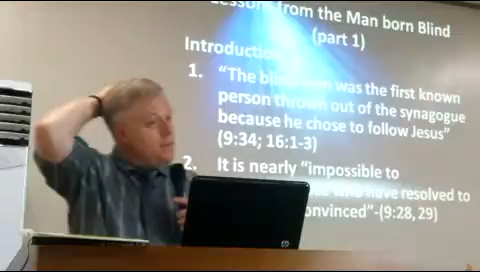 Lessons from the Man born Blind
(part 1)
Introduction
1. "The blind man was the first known
person thrown out of the synagogue
because he chose to follow Jesus"
(9:34; 16:1-3)
2. It is nearly "impossible to
who have resolved to
convinced"-(9:28, 29)
hp